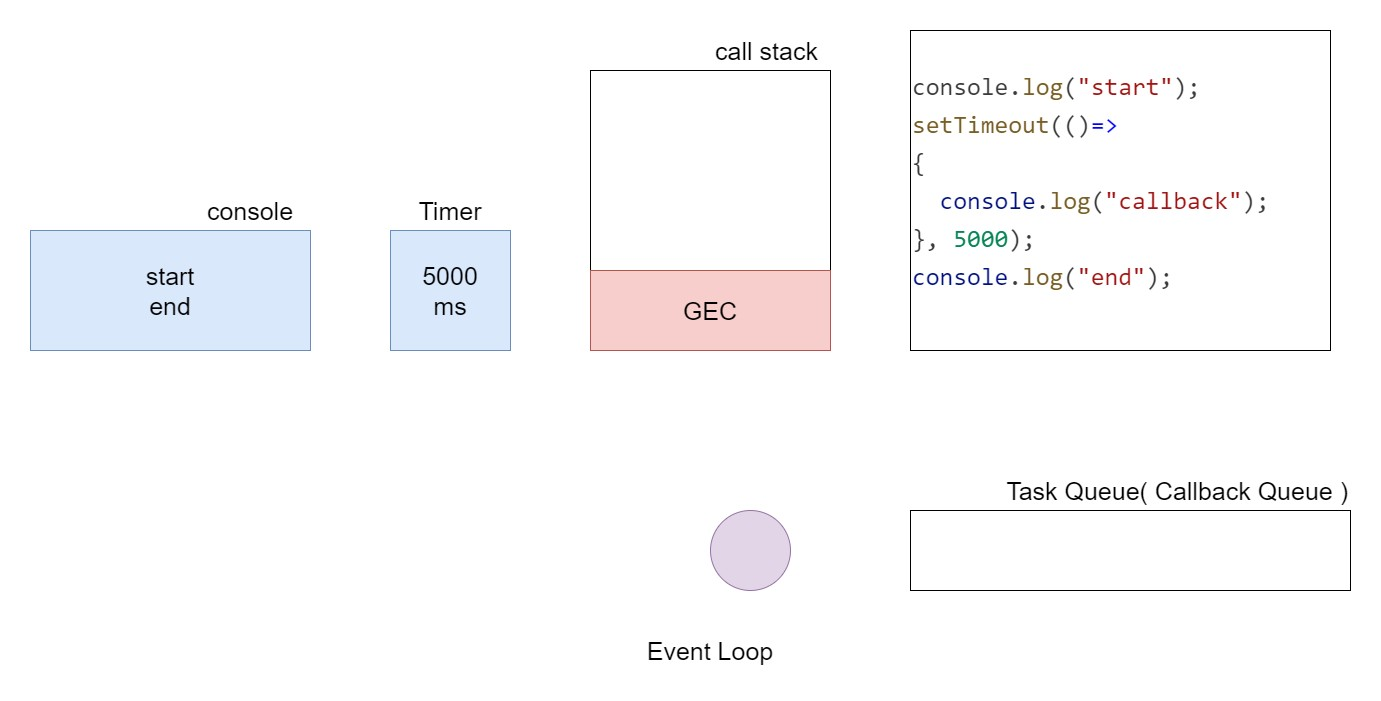 call stack
console.log("start");
setTimeout(()=>
{
  console.log("callback");
}, 5000);
console.log("end");
console
start
end
Timer
5000
ms
GEC
Task Queue( Callback Queue )
Event Loop